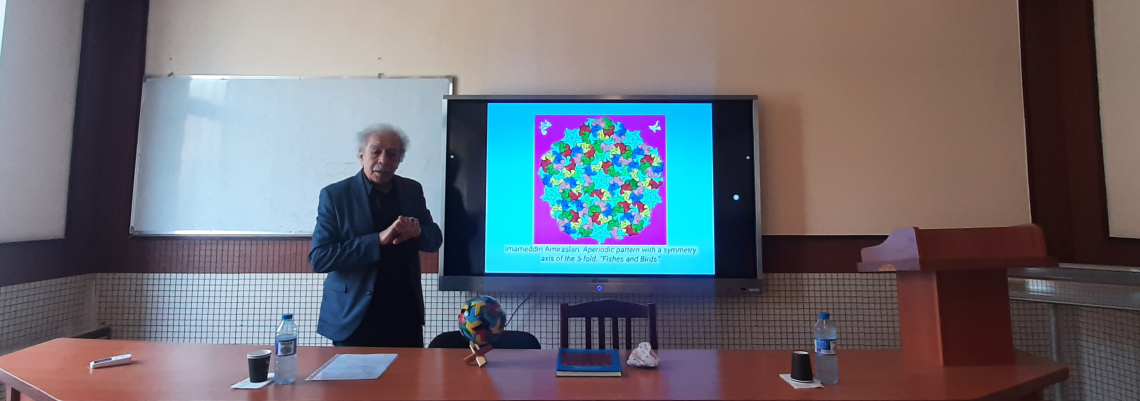 Imameddin Amiraslan. Aperiodic pattern with a symmetry
axis of the 5-fold. "Fishes and Birds".